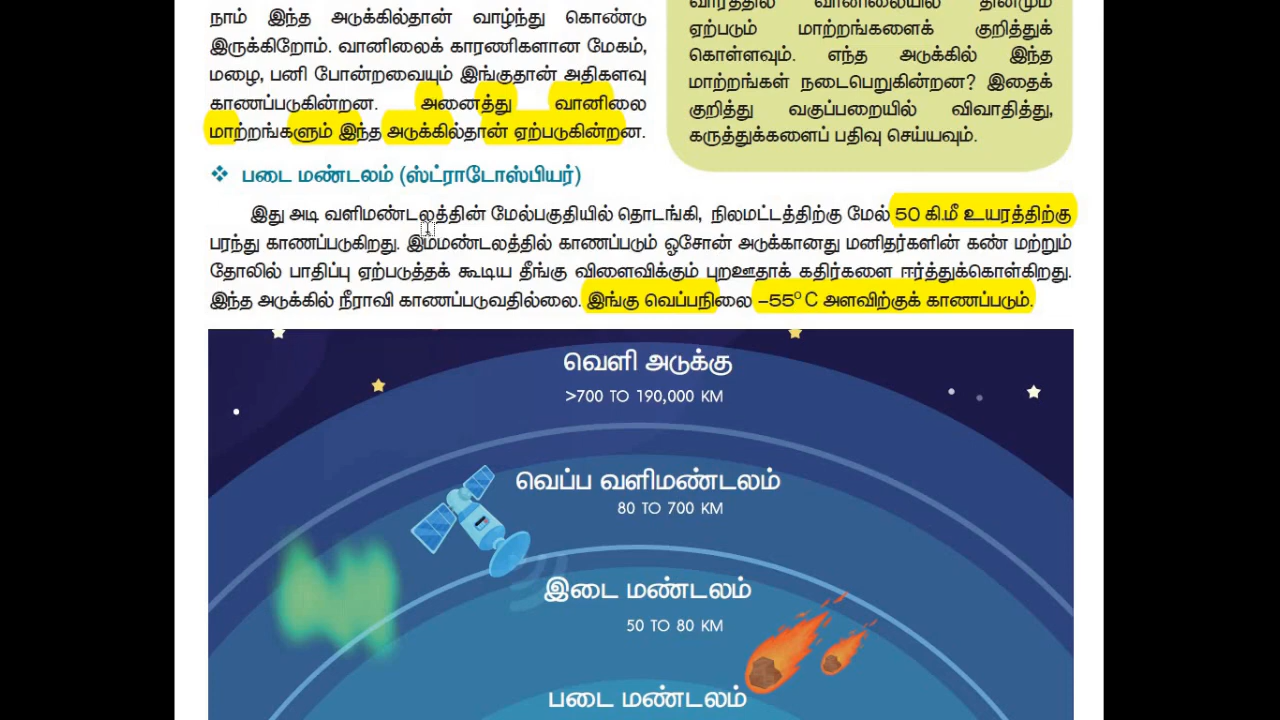 நாம் இந்த அடுக்கில்தான் வாழ்ந்து கொண்டு
இருக்கிறோம். வானிலைக் காரணிகளான மேகம்,
மழை, பனி போன்றவையும் இங்குதான் அதிகளவு
காணப்படுகின்றன. அனைத்து வானிலை
மாற்றங்களும் இந்த அடுக்கில்தான் ஏற்படுகின்றன.
வாரத்தில் வானிலையில் தினமும்
ஏற்படும் மாற்றங்களைக் குறித்துக்
கொள்ளவும். எந்த அடுக்கில் இந்த
மாற்றங்கள் நடைபெறுகின்றன? இதைக்
குறித்து வகுப்பறையில் விவாதித்து,
கருத்துக்களைப் பதிவு செய்யவும்.
❖ படை மண்டலம் (ஸ்ட்ராடோஸ்பியர்)
இது அடி வளிமண்டலத்தின் மேல்பகுதியில் தொடங்கி, நிலமட்டத்திற்கு மேல் 50 கி.மீ உயரத்திற்கு
பரந்து காணப்படுகிறது. இம்மண்டலத்தில் காணப்படும் ஓசோன் அடுக்கானது மனிதர்களின் கண் மற்றும்
தோலில் பாதிப்பு ஏற்படுத்தக் கூடிய தீங்கு விளைவிக்கும் புறஊதாக் கதிர்களை ஈர்த்துக்கொள்கிறது.
இந்த அடுக்கில் நீராவி காணப்படுவதில்லை. இங்கு வெப்பநிலை –55⁰ C அளவிற்குக் காணப்படும்.
வெளி அடுக்கு
>700 TO 190,000 KM
வெப்ப வளிமண்டலம்
80 TO 700 KM
இடை மண்டலம்
50 TO 80 KM
படை மண்டலம்